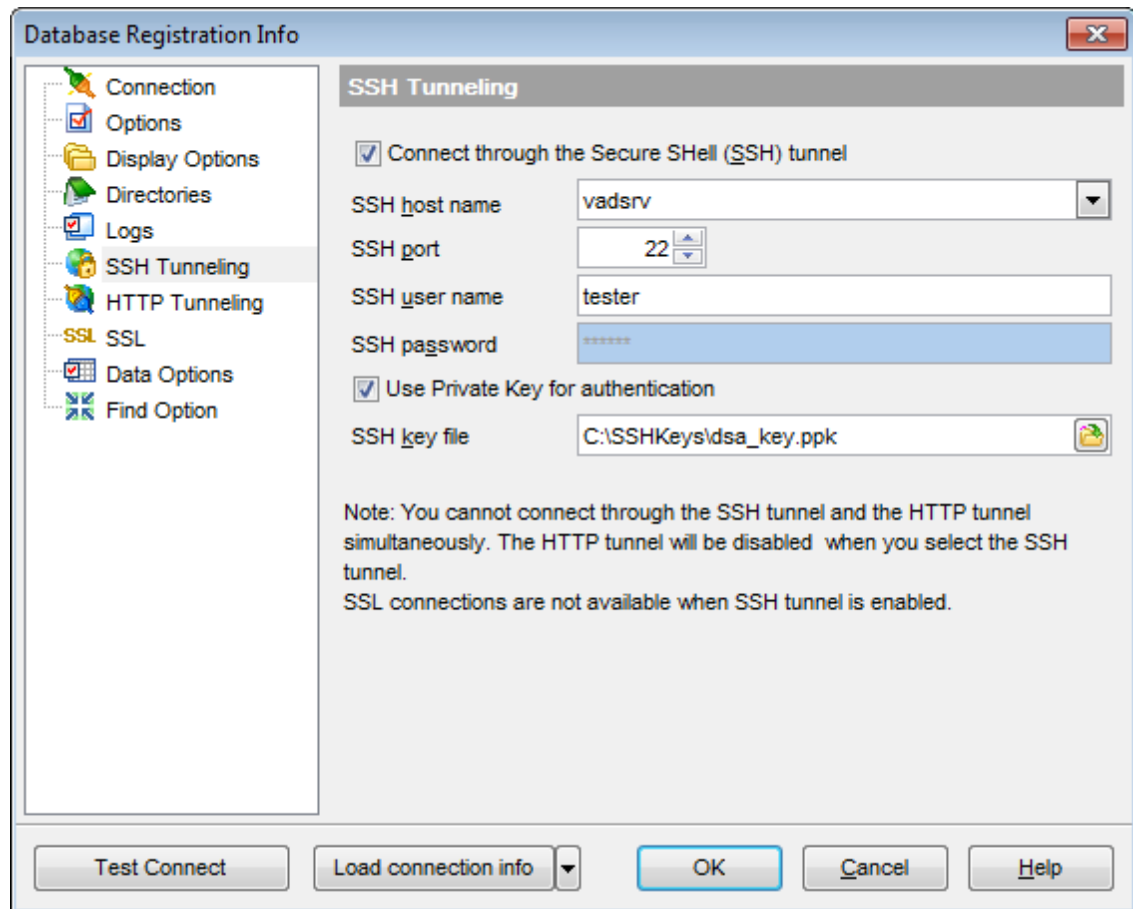 Database Registration Info
Connection
Options
Display Options
Directories
Logs
SSH Tunneling
HTTP Tunneling
SSL SSL
Data Options
Find Option
SSH Tunneling
Connect through the Secure SHell (SSH) tunnel
SSH host name vadsrv
SSH port 22
SSH user name tester
SSH password ******
Use Private Key for authentication
SSH key file C:\SSHKeys\dsa_key.ppk
Note: You cannot connect through the SSH tunnel and the HTTP tunnel
simultaneously. The HTTP tunnel will be disabled  when you select the SSH
tunnel.
SSL connections are not available when SSH tunnel is enabled.
Test Connect Load connection info OK Cancel Help